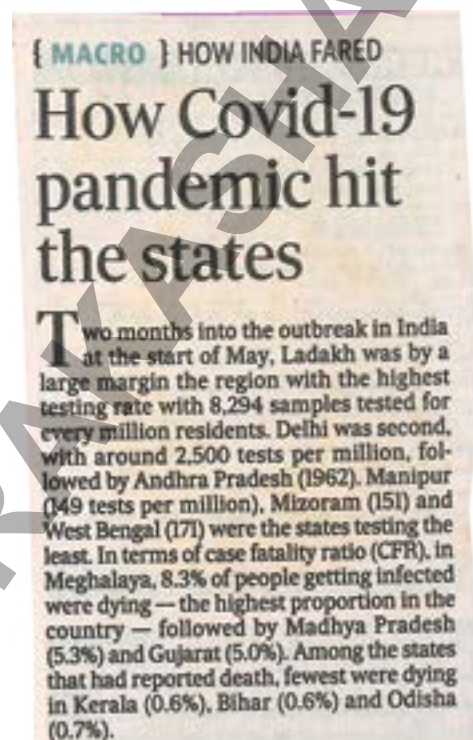 { MACRO } HOW INDIA FARED
How Covid-19
pandemic hit
the states
Two months into the outbreak in India
at the start of May, Ladakh was by a
large margin the region with the highest
testing rate with 8,294 samples tested for
every million residents. Delhi was second,
with around 2,500 tests per million, fol-
lowed by Andhra Pradesh (1962). Manipur
(149 tests per million), Mizoram (151) and
West Bengal (171) were the states testing the
least. In terms of case fatality ratio (CFR), in
Meghalaya, 8.3% of people getting infected
were dying — the highest proportion in the
country — followed by Madhya Pradesh
(5.3%) and Gujarat (5.0%). Among the states
that had reported death, fewest were dying
in Kerala (0.6%), Bihar (0.6%) and Odisha
(0.7%).